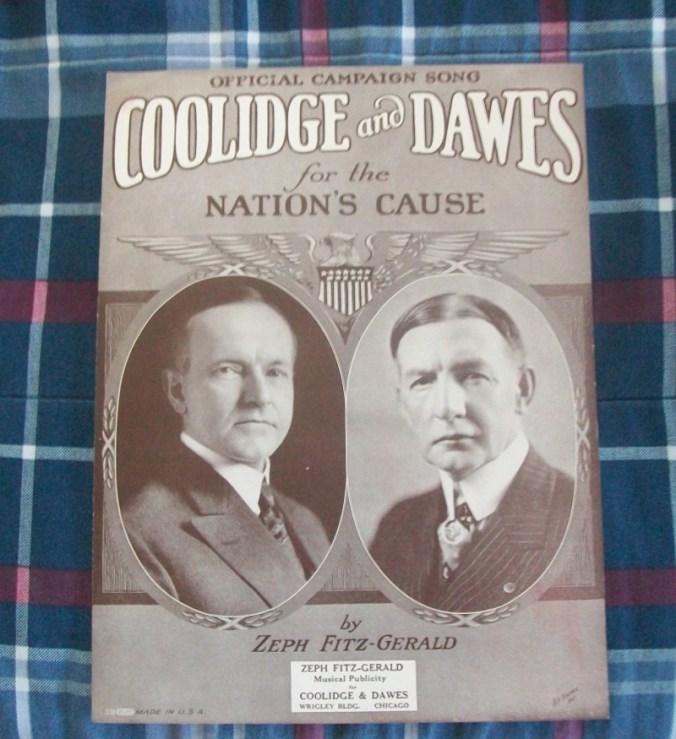 OFFICIAL CAMPAIGN SONG
COOLIDGE and DAWES
for the
NATION'S CAUSE
by
ZEPH FITZ-GERALD
ZEPH FITZ-GERALD
Musical Publicity
for
COOLIDGE & DAWES
WRIGLEY BLDG. CHICAGO
MADE IN U.S.A.